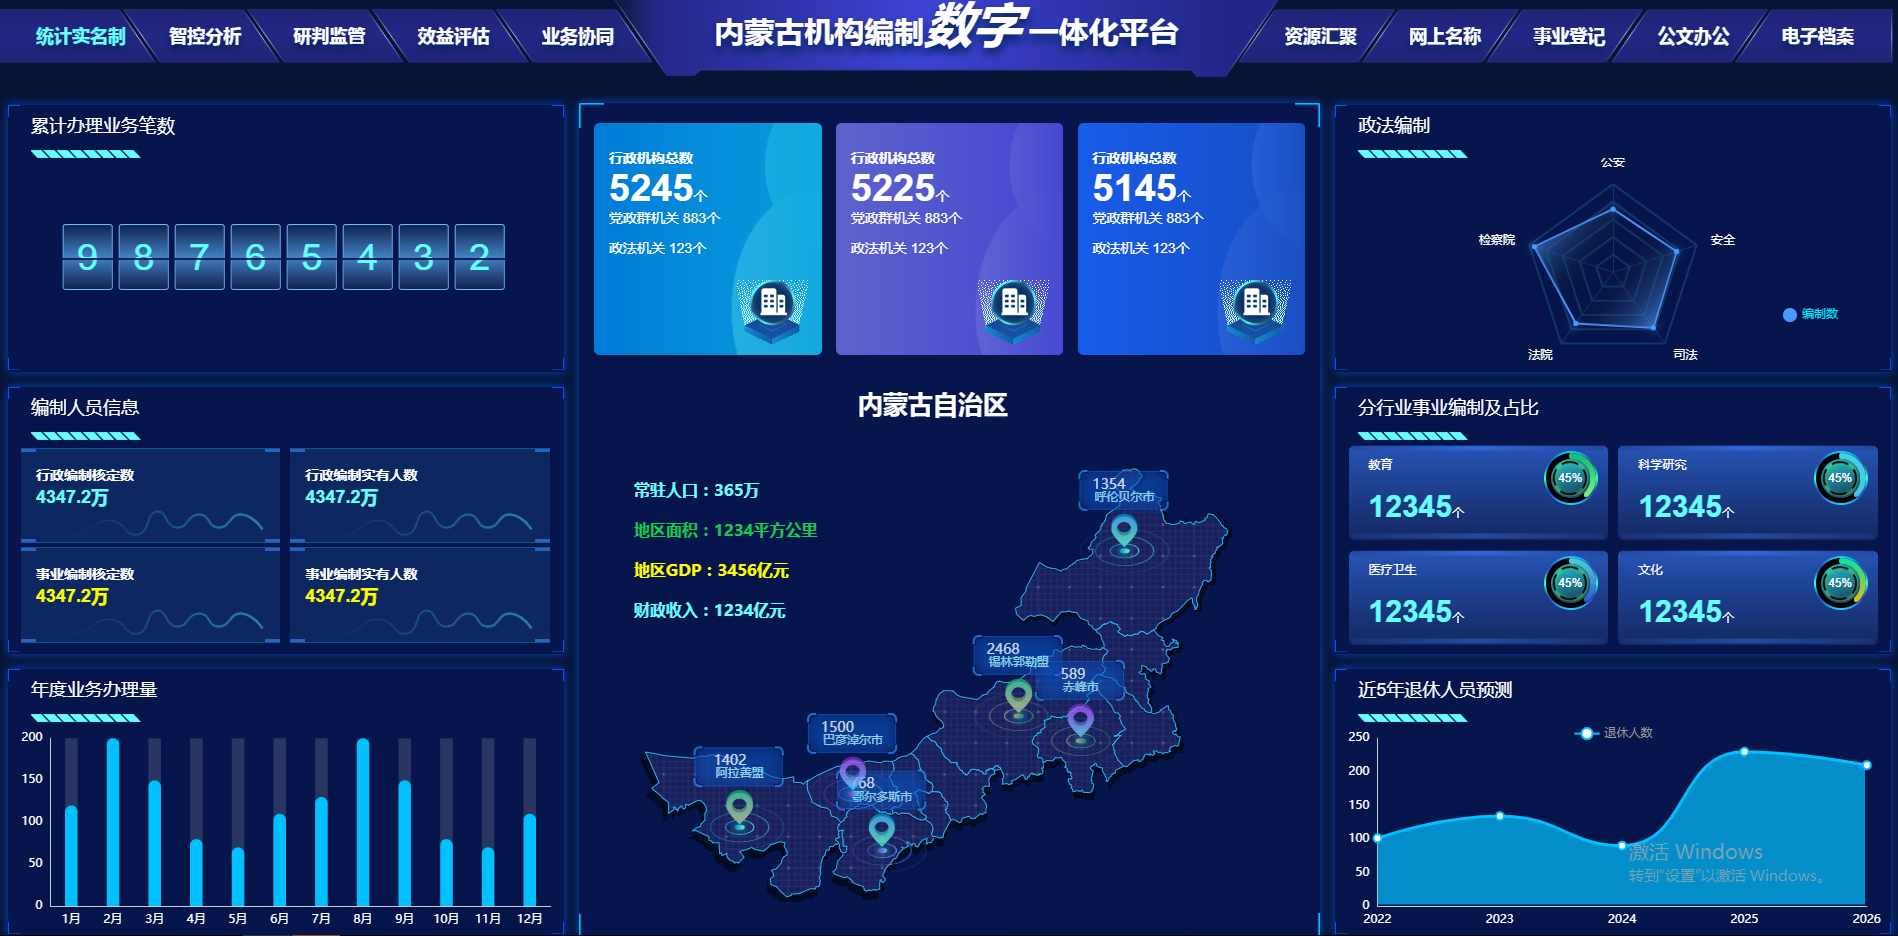 统计实名制
智控分析
研判监管
效益评估
业务协同
内蒙古机构编制数字一体化平台
资源汇聚
网上名称
事业登记
公文办公
电子档案
累计办理业务笔数
9 8 7 6 5 4 3 2
编制人员信息
行政编制核定数
4347.2万
行政编制实有人数
4347.2万
事业编制核定数
4347.2万
事业编制实有人数
4347.2万
年度业务办理量
200
150
100
50
0
1月 2月 3月 4月 5月 6月 7月 8月 9月 10月 11月 12月
行政机构总数
5245个
党政群机关 883个
政法机关 123个
行政机构总数
5225个
党政群机关 883个
政法机关 123个
行政机构总数
5145个
党政群机关 883个
政法机关 123个
内蒙古自治区
常驻人口：365万
地区面积：1234平方公里
地区GDP：3456亿元
财政收入：1234亿元
1354
呼伦贝尔市
2468
锡林郭勒盟
589
赤峰市
1500
巴彦淖尔市
1402
阿拉善盟
768
鄂尔多斯市
政法编制
公安
检察院
安全
法院
司法
编制数
分行业事业编制及占比
教育
12345个
45%
科学研究
12345个
45%
医疗卫生
12345个
45%
文化
12345个
45%
近5年退休人员预测
退休人数
250
200
150
100
50
0
2022 2023 2024 2025 2026
激活 Windows
转到"设置"以激活 Windows。